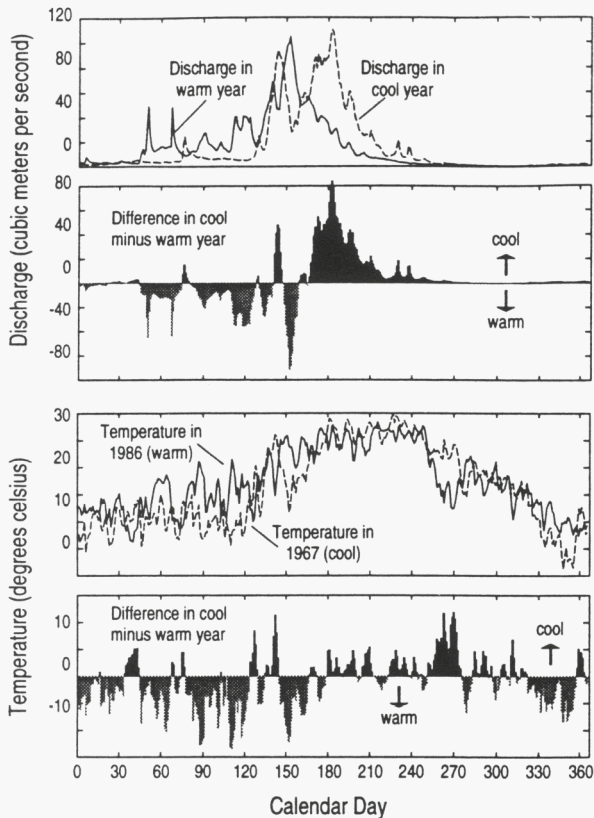 120
80
40
0
Discharge in
warm year
Discharge in
cool year
80
40
0
-40
-80
Difference in cool
minus warm year
cool
warm
Discharge (cubic meters per second)
30
20
10
0
Temperature in
1986 (warm)
Temperature in
1967 (cool)
10
0
-10
Difference in cool
minus warm year
cool
warm
Temperature (degrees celsius)
0 30 60 90 120 150 180 210 240 270 300 330 360
Calendar Day